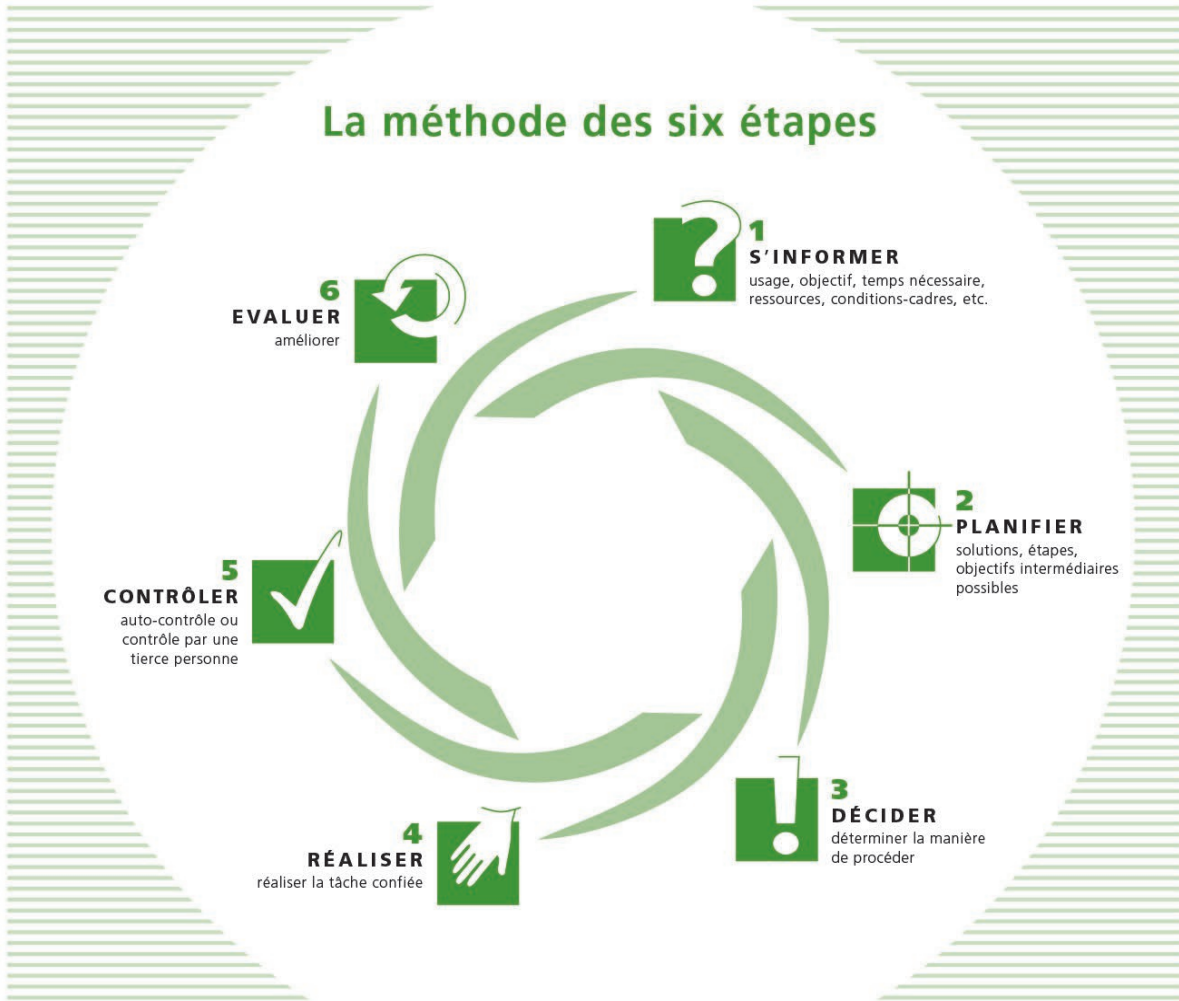 La méthode des six étapes
1
S'INFORMER
usage, objectif, temps nécessaire,
ressources, conditions-cadres, etc.
2
PLANIFIER
solutions, étapes,
objectifs intermédiaires
possibles
3
DÉCIDER
déterminer la manière
de procéder
4
RÉALISER
réaliser la tâche confiée
5
CONTRÔLER
auto-contrôle ou
contrôle par une
tierce personne
6
EVALUER
améliorer